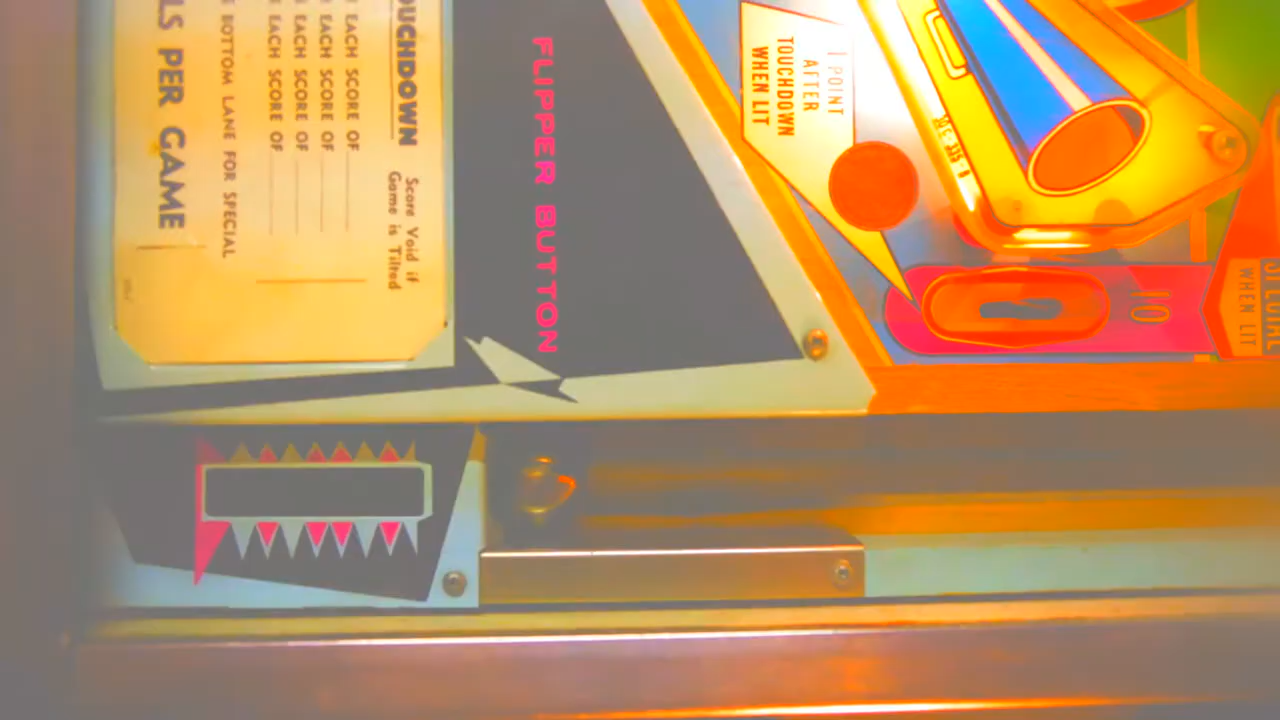 OUCHDOWN
Score Void if
Game is Tilted
EACH SCORE OF
EACH SCORE OF
EACH SCORE OF
EACH SCORE OF
BOTTOM LANE FOR SPECIAL
LS PER GAME
FLIPPER BUTTON
1 POINT
AFTER
TOUCHDOWN
WHEN LIT
10
WHEN LIT